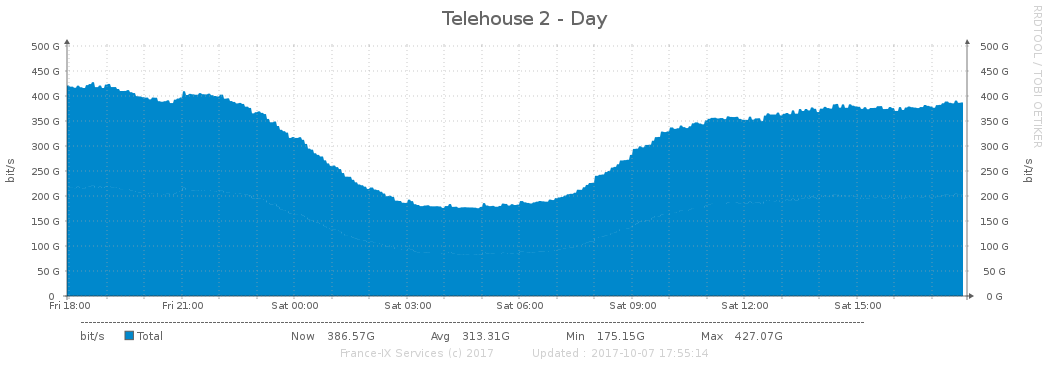 Telehouse 2 - Day
RRDTOOL / TOBI OETIKER
bit/s
500 G 500 G
450 G 450 G
400 G 400 G
350 G 350 G
300 G 300 G
250 G 250 G
200 G 200 G
150 G 150 G
100 G 100 G
50 G 50 G
0 0 G
bit/s
Fri 18:00 Fri 21:00 Sat 00:00 Sat 03:00 Sat 06:00 Sat 09:00 Sat 12:00 Sat 15:00
bit/s Total Now 386.57G Avg 313.31G Min 175.15G Max 427.07G
France-IX Services (c) 2017 Updated : 2017-10-07 17:55:14